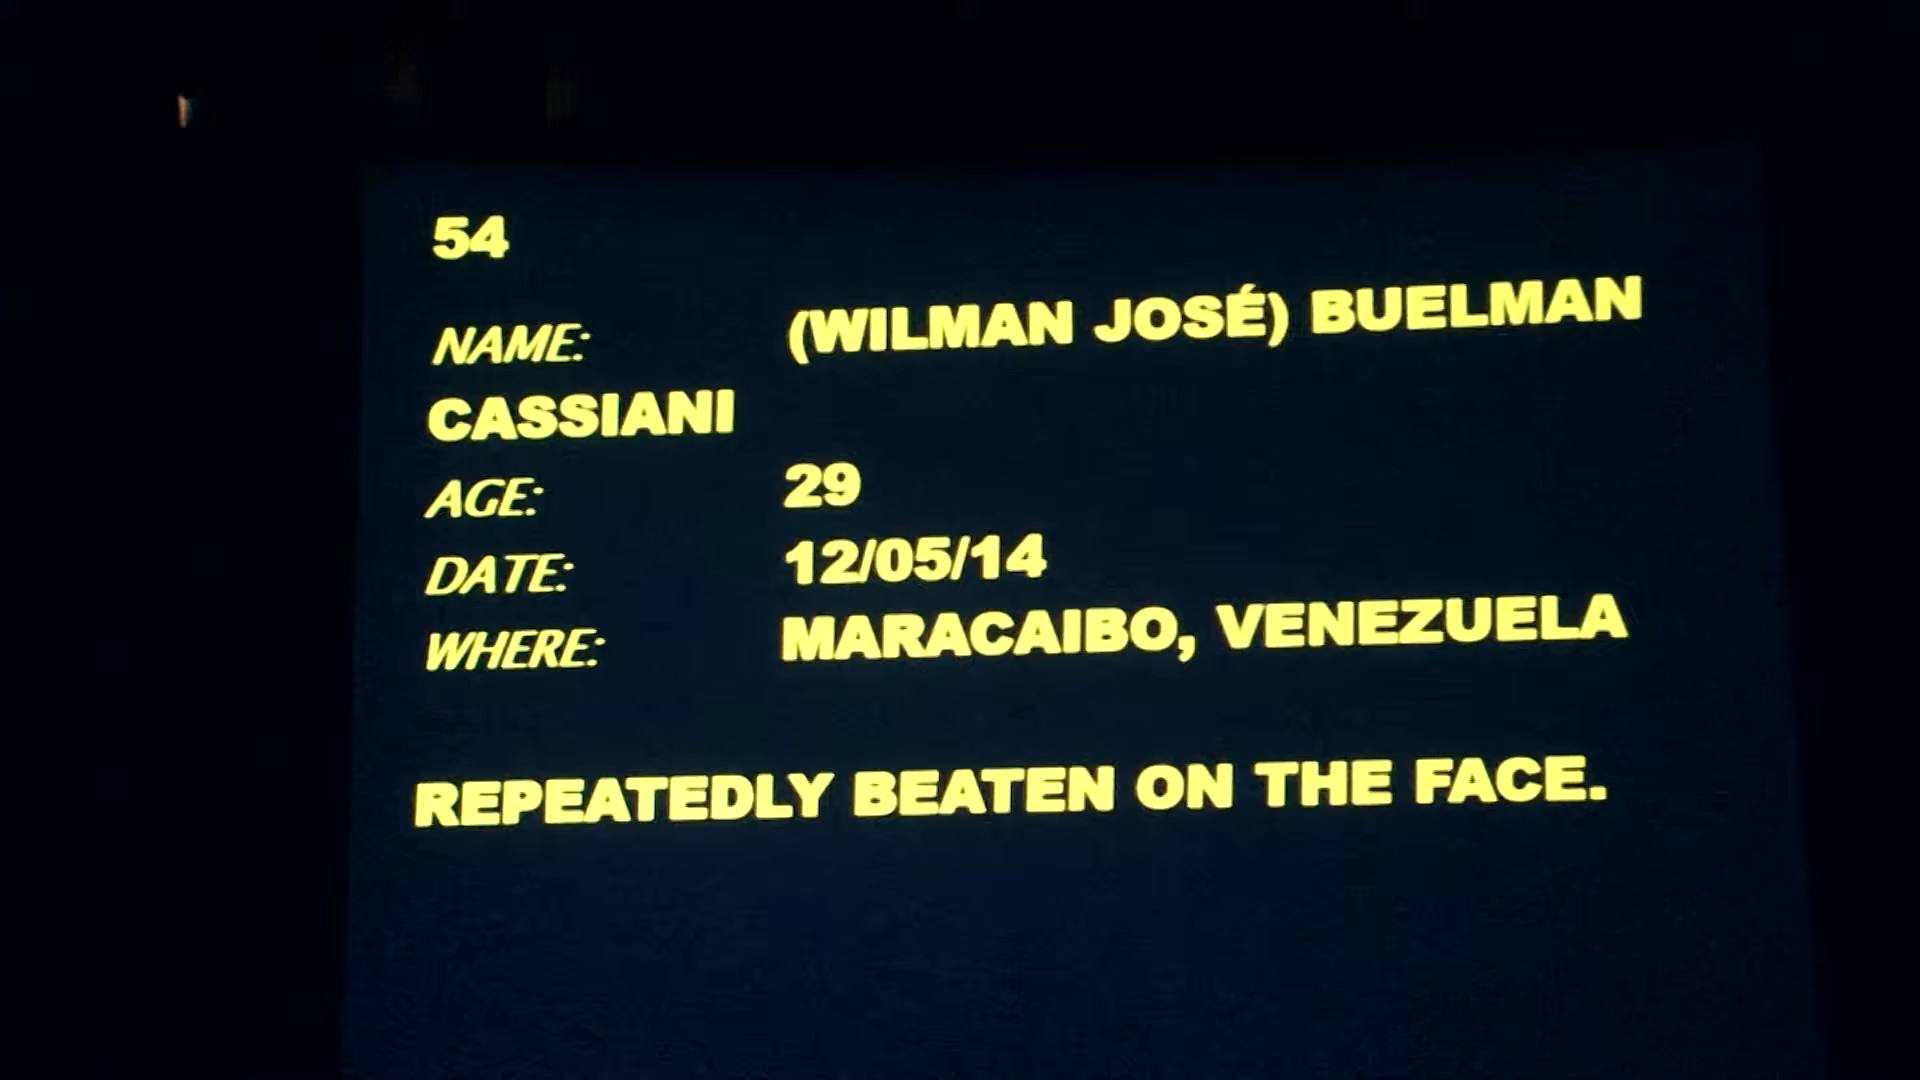 54
NAME: (WILMAN JOSÉ) BUELMAN
CASSIANI
AGE: 29
DATE: 12/05/14
WHERE: MARACAIBO, VENEZUELA
REPEATEDLY BEATEN ON THE FACE.